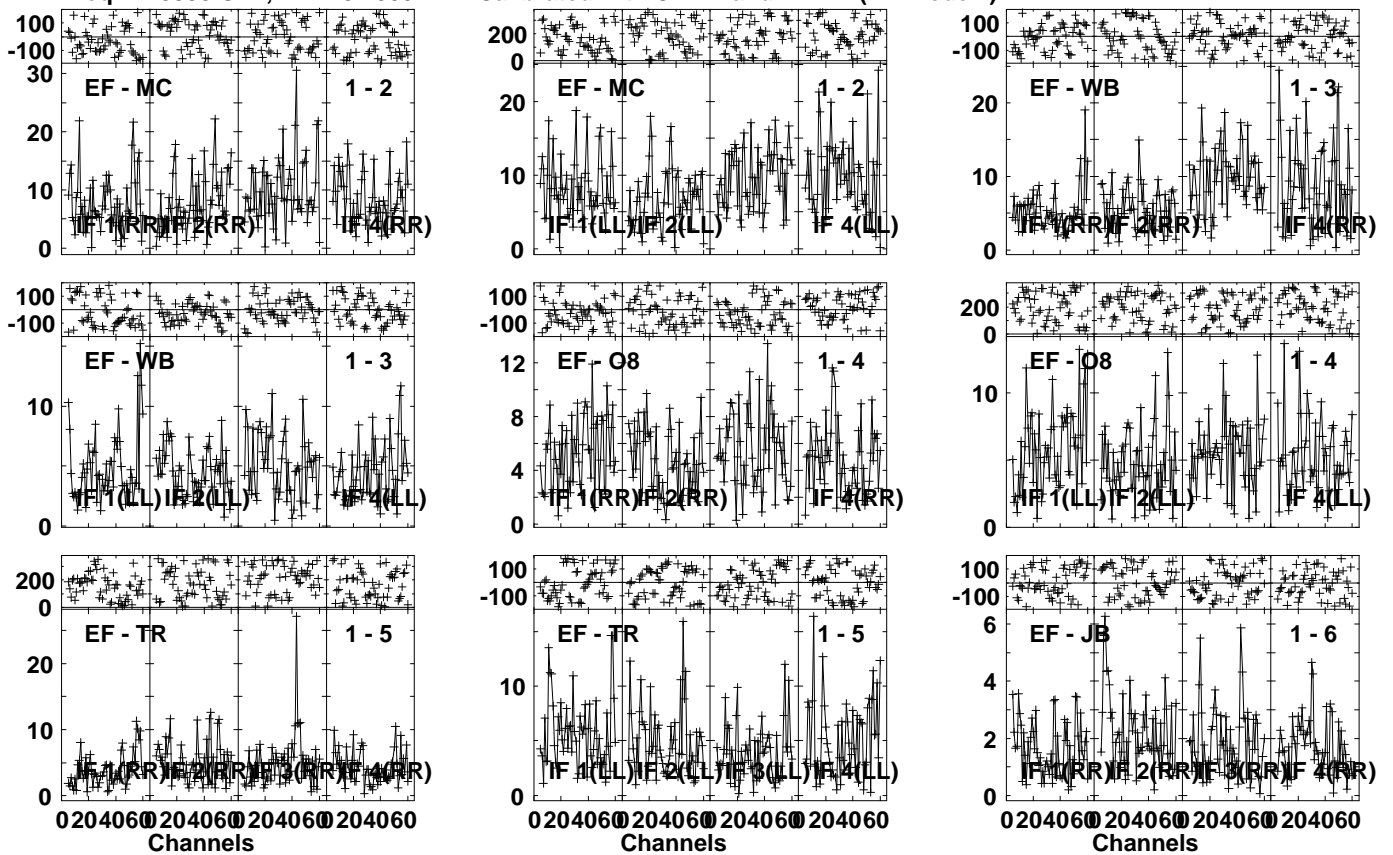 100
-100
30
20
10
0
EF - MC 1 - 2
IF 1(RR) IF 2(RR) IF 4(RR)
200
0
20
10
0
EF - MC 1 - 2
IF 1(LL) IF 2(LL) IF 4(LL)
100
-100
20
10
0
EF - WB 1 - 3
IF 1(RR) IF 2(RR) IF 4(RR)
100
-100
10
0
EF - WB 1 - 3
IF 1(LL) IF 2(LL) IF 4(LL)
100
-100
12
8
4
0
EF - O8 1 - 4
IF 1(RR) IF 2(RR) IF 4(RR)
200
0
10
0
EF - O8 1 - 4
IF 1(LL) IF 2(LL) IF 4(LL)
200
0
20
10
0
EF - TR 1 - 5
IF 1(RR) IF 2(RR) IF 3(RR) IF 4(RR)
0 20 40 60 0 20 40 60 0 20 40 60 0 20 40 60
Channels
100
-100
10
0
EF - TR 1 - 5
IF 1(LL) IF 2(LL) IF 3(LL) IF 4(LL)
0 20 40 60 0 20 40 60 0 20 40 60 0 20 40 60
Channels
100
-100
6
4
2
0
EF - JB 1 - 6
IF 1(RR) IF 2(RR) IF 3(RR) IF 4(RR)
0 20 40 60 0 20 40 60 0 20 40 60 0 20 40 60
Channels